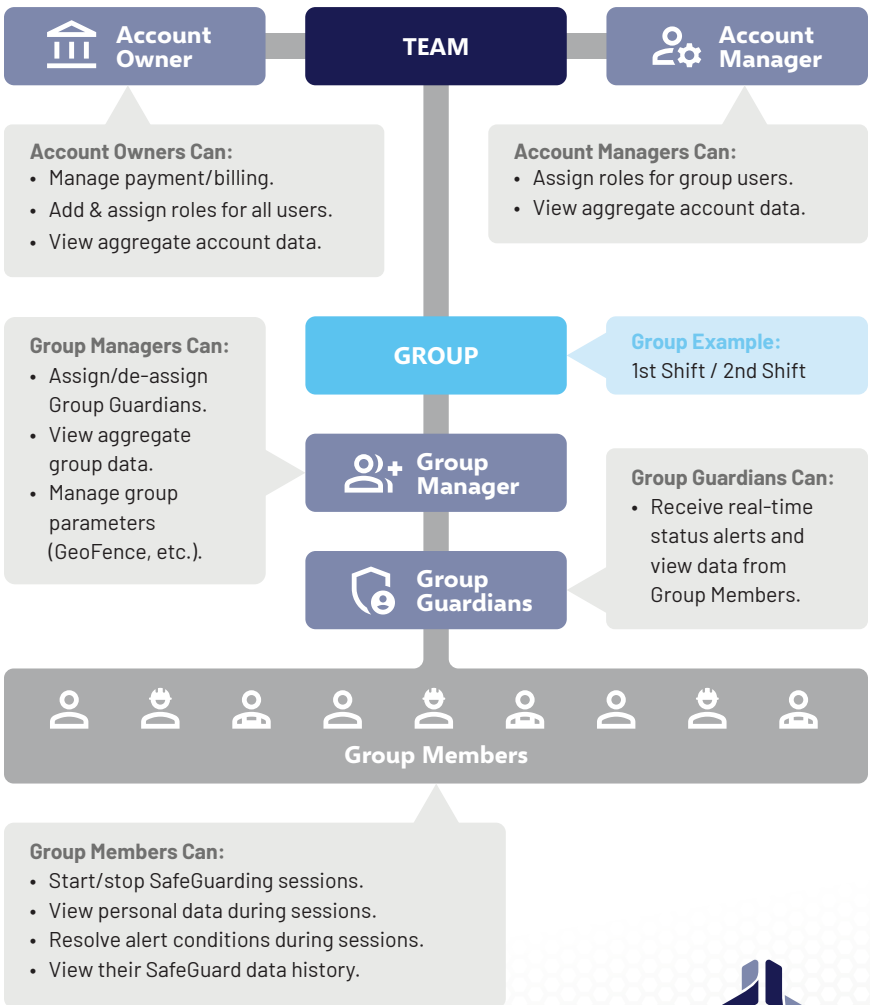 Account
Owner
TEAM
Account
Manager
Account Owners Can:
• Manage payment/billing.
• Add & assign roles for all users.
• View aggregate account data.
Account Managers Can:
• Assign roles for group users.
• View aggregate account data.
Group Managers Can:
• Assign/de-assign
Group Guardians.
• View aggregate
group data.
• Manage group
parameters
(GeoFence, etc.).
GROUP
Group Example:
1st Shift / 2nd Shift
Group
Manager
Group Guardians Can:
• Receive real-time
status alerts and
view data from
Group Members.
Group
Guardians
Group Members
Group Members Can:
• Start/stop SafeGuarding sessions.
• View personal data during sessions.
• Resolve alert conditions during sessions.
• View their SafeGuard data history.